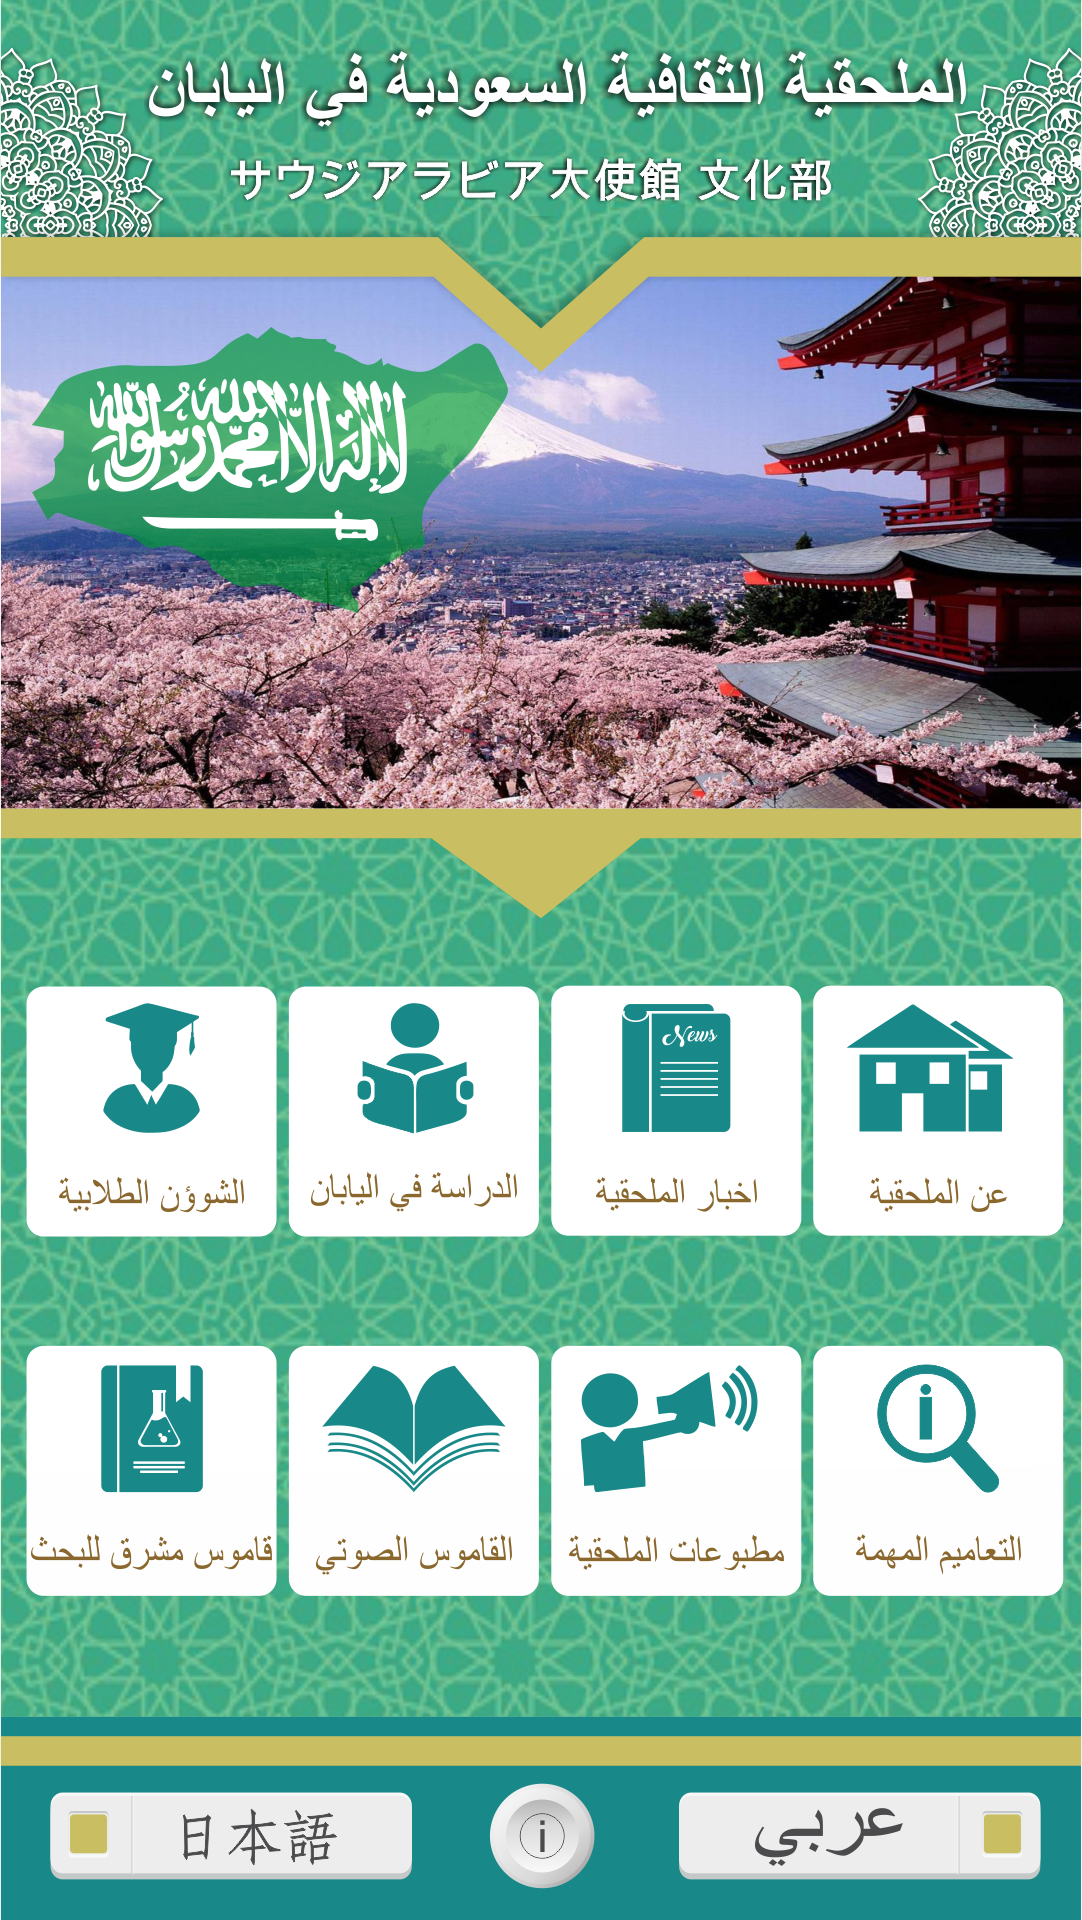 الملحقية الثقافية السعودية في اليابان
サウジアラビア大使館 文化部
لا إله إلا الله محمد رسول الله
عن الملحقية
اخبار الملحقية
News
الدراسة في اليابان
الشوؤن الطلابية
التعاميم المهمة
مطبوعات الملحقية
القاموس الصوتي
قاموس مشرق للبحث
日本語
i
عربي